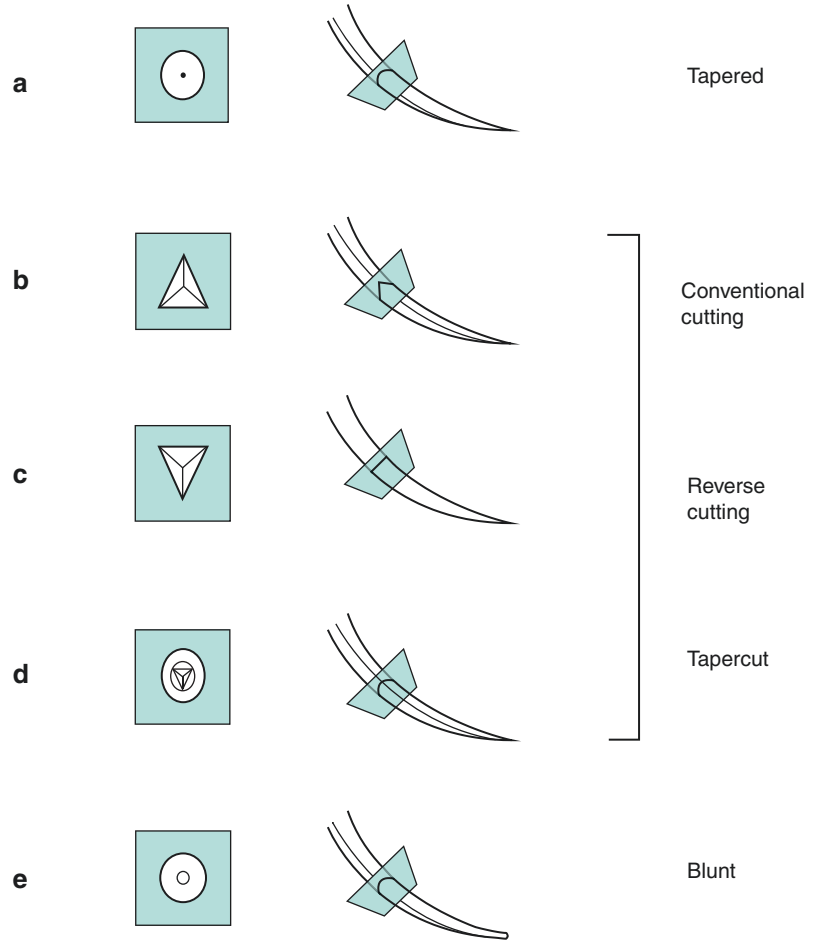 a
Tapered
b
Conventional
cutting
c
Reverse
cutting
d
Tapercut
e
Blunt